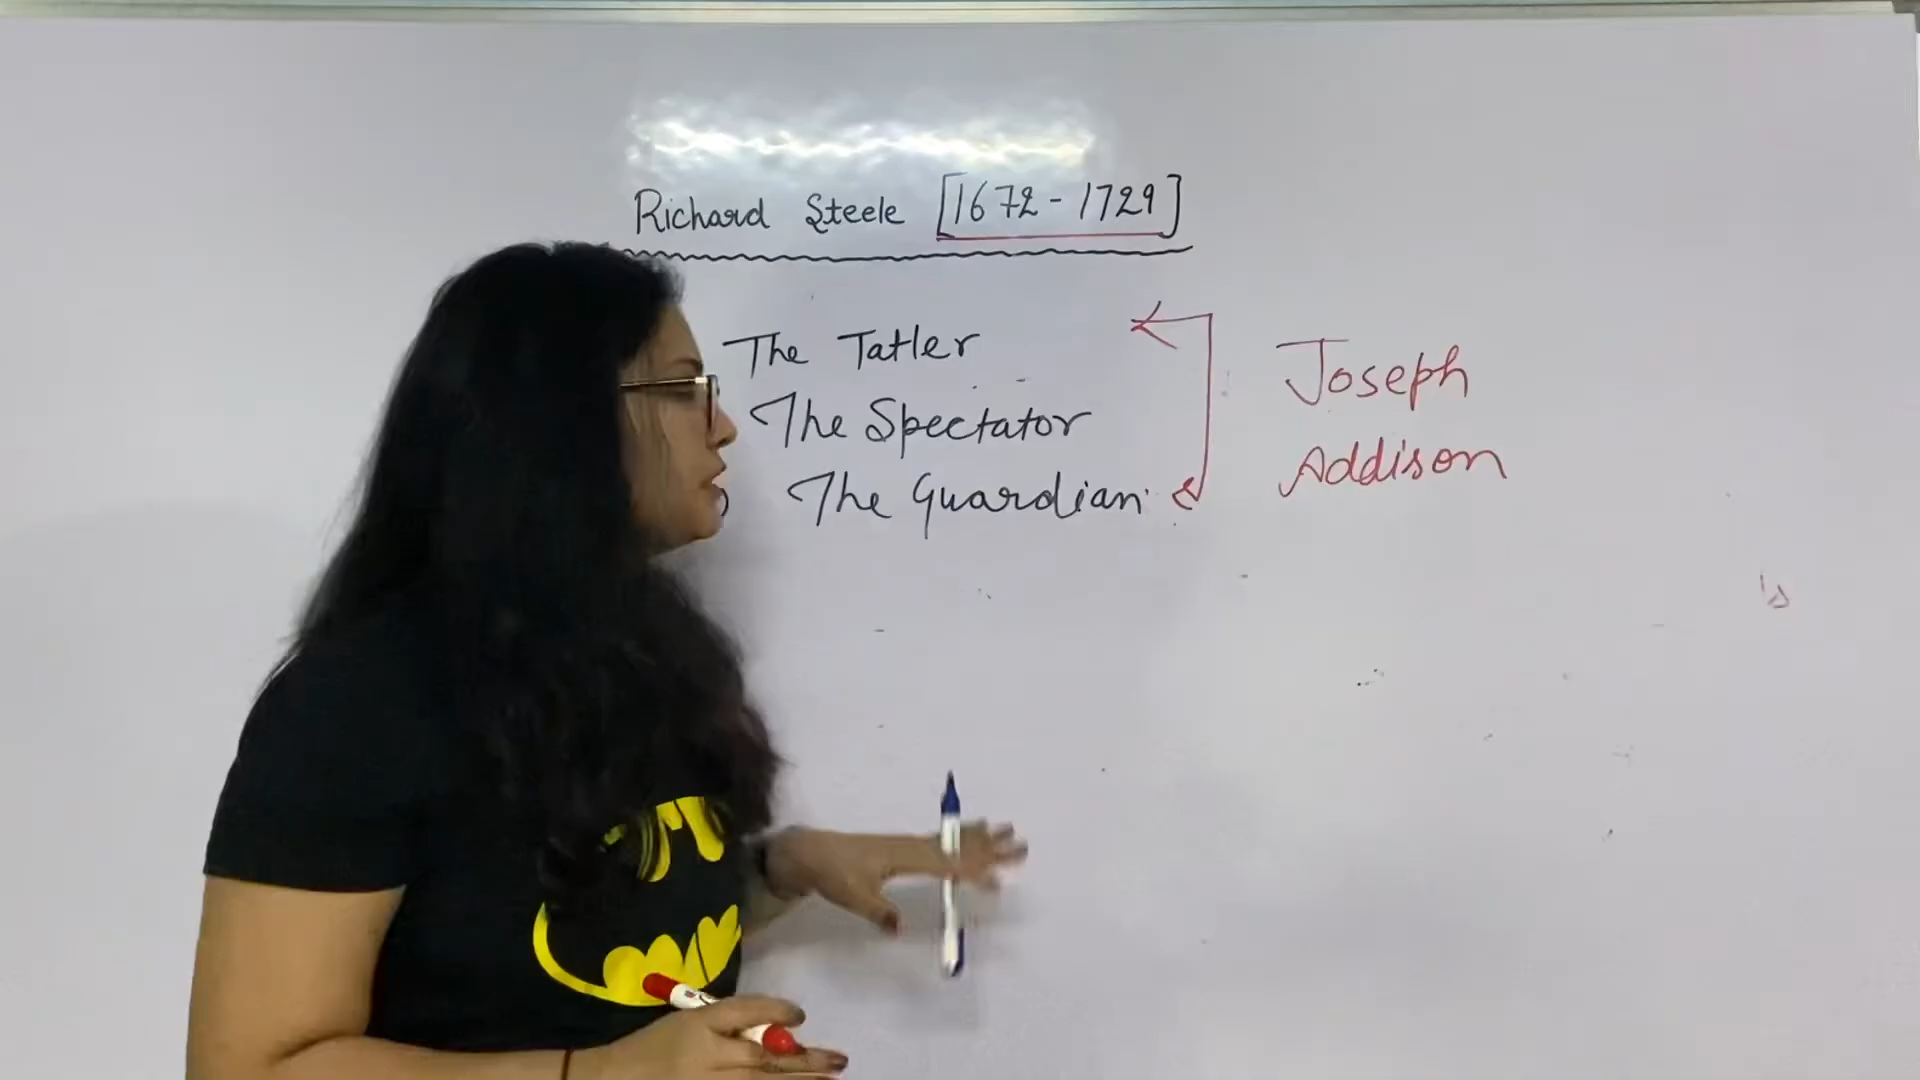 Richard Steele [1672-1729]
The Tatler
The Spectator
The Guardian
Joseph
Addison